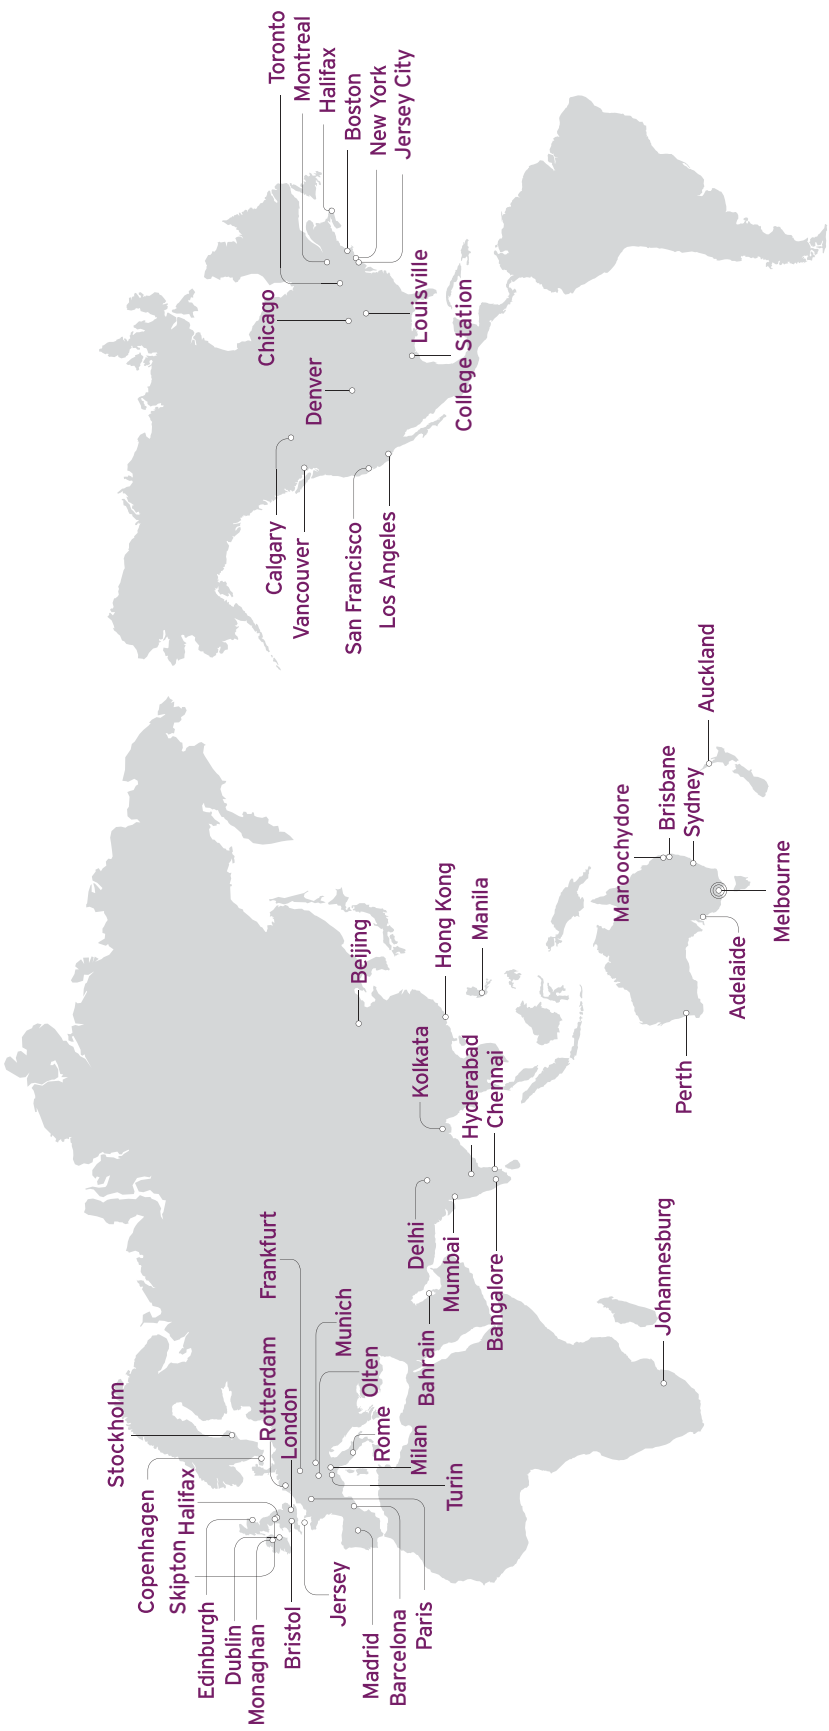 Toronto
Montreal
Halifax
Boston
New York
Jersey City
Chicago
Louisville
College Station
Denver
Calgary
Vancouver
San Francisco
Los Angeles
Auckland
Maroochydore
Brisbane
Sydney
Melbourne
Adelaide
Perth
Beijing
Hong Kong
Manila
Kolkata
Hyderabad
Chennai
Delhi
Mumbai
Bangalore
Bahrain
Johannesburg
Frankfurt
Munich
Olten
Rotterdam
London
Rome
Milan
Turin
Stockholm
Copenhagen
Halifax
Skipton
Edinburgh
Dublin
Monaghan
Bristol
Jersey
Madrid
Barcelona
Paris